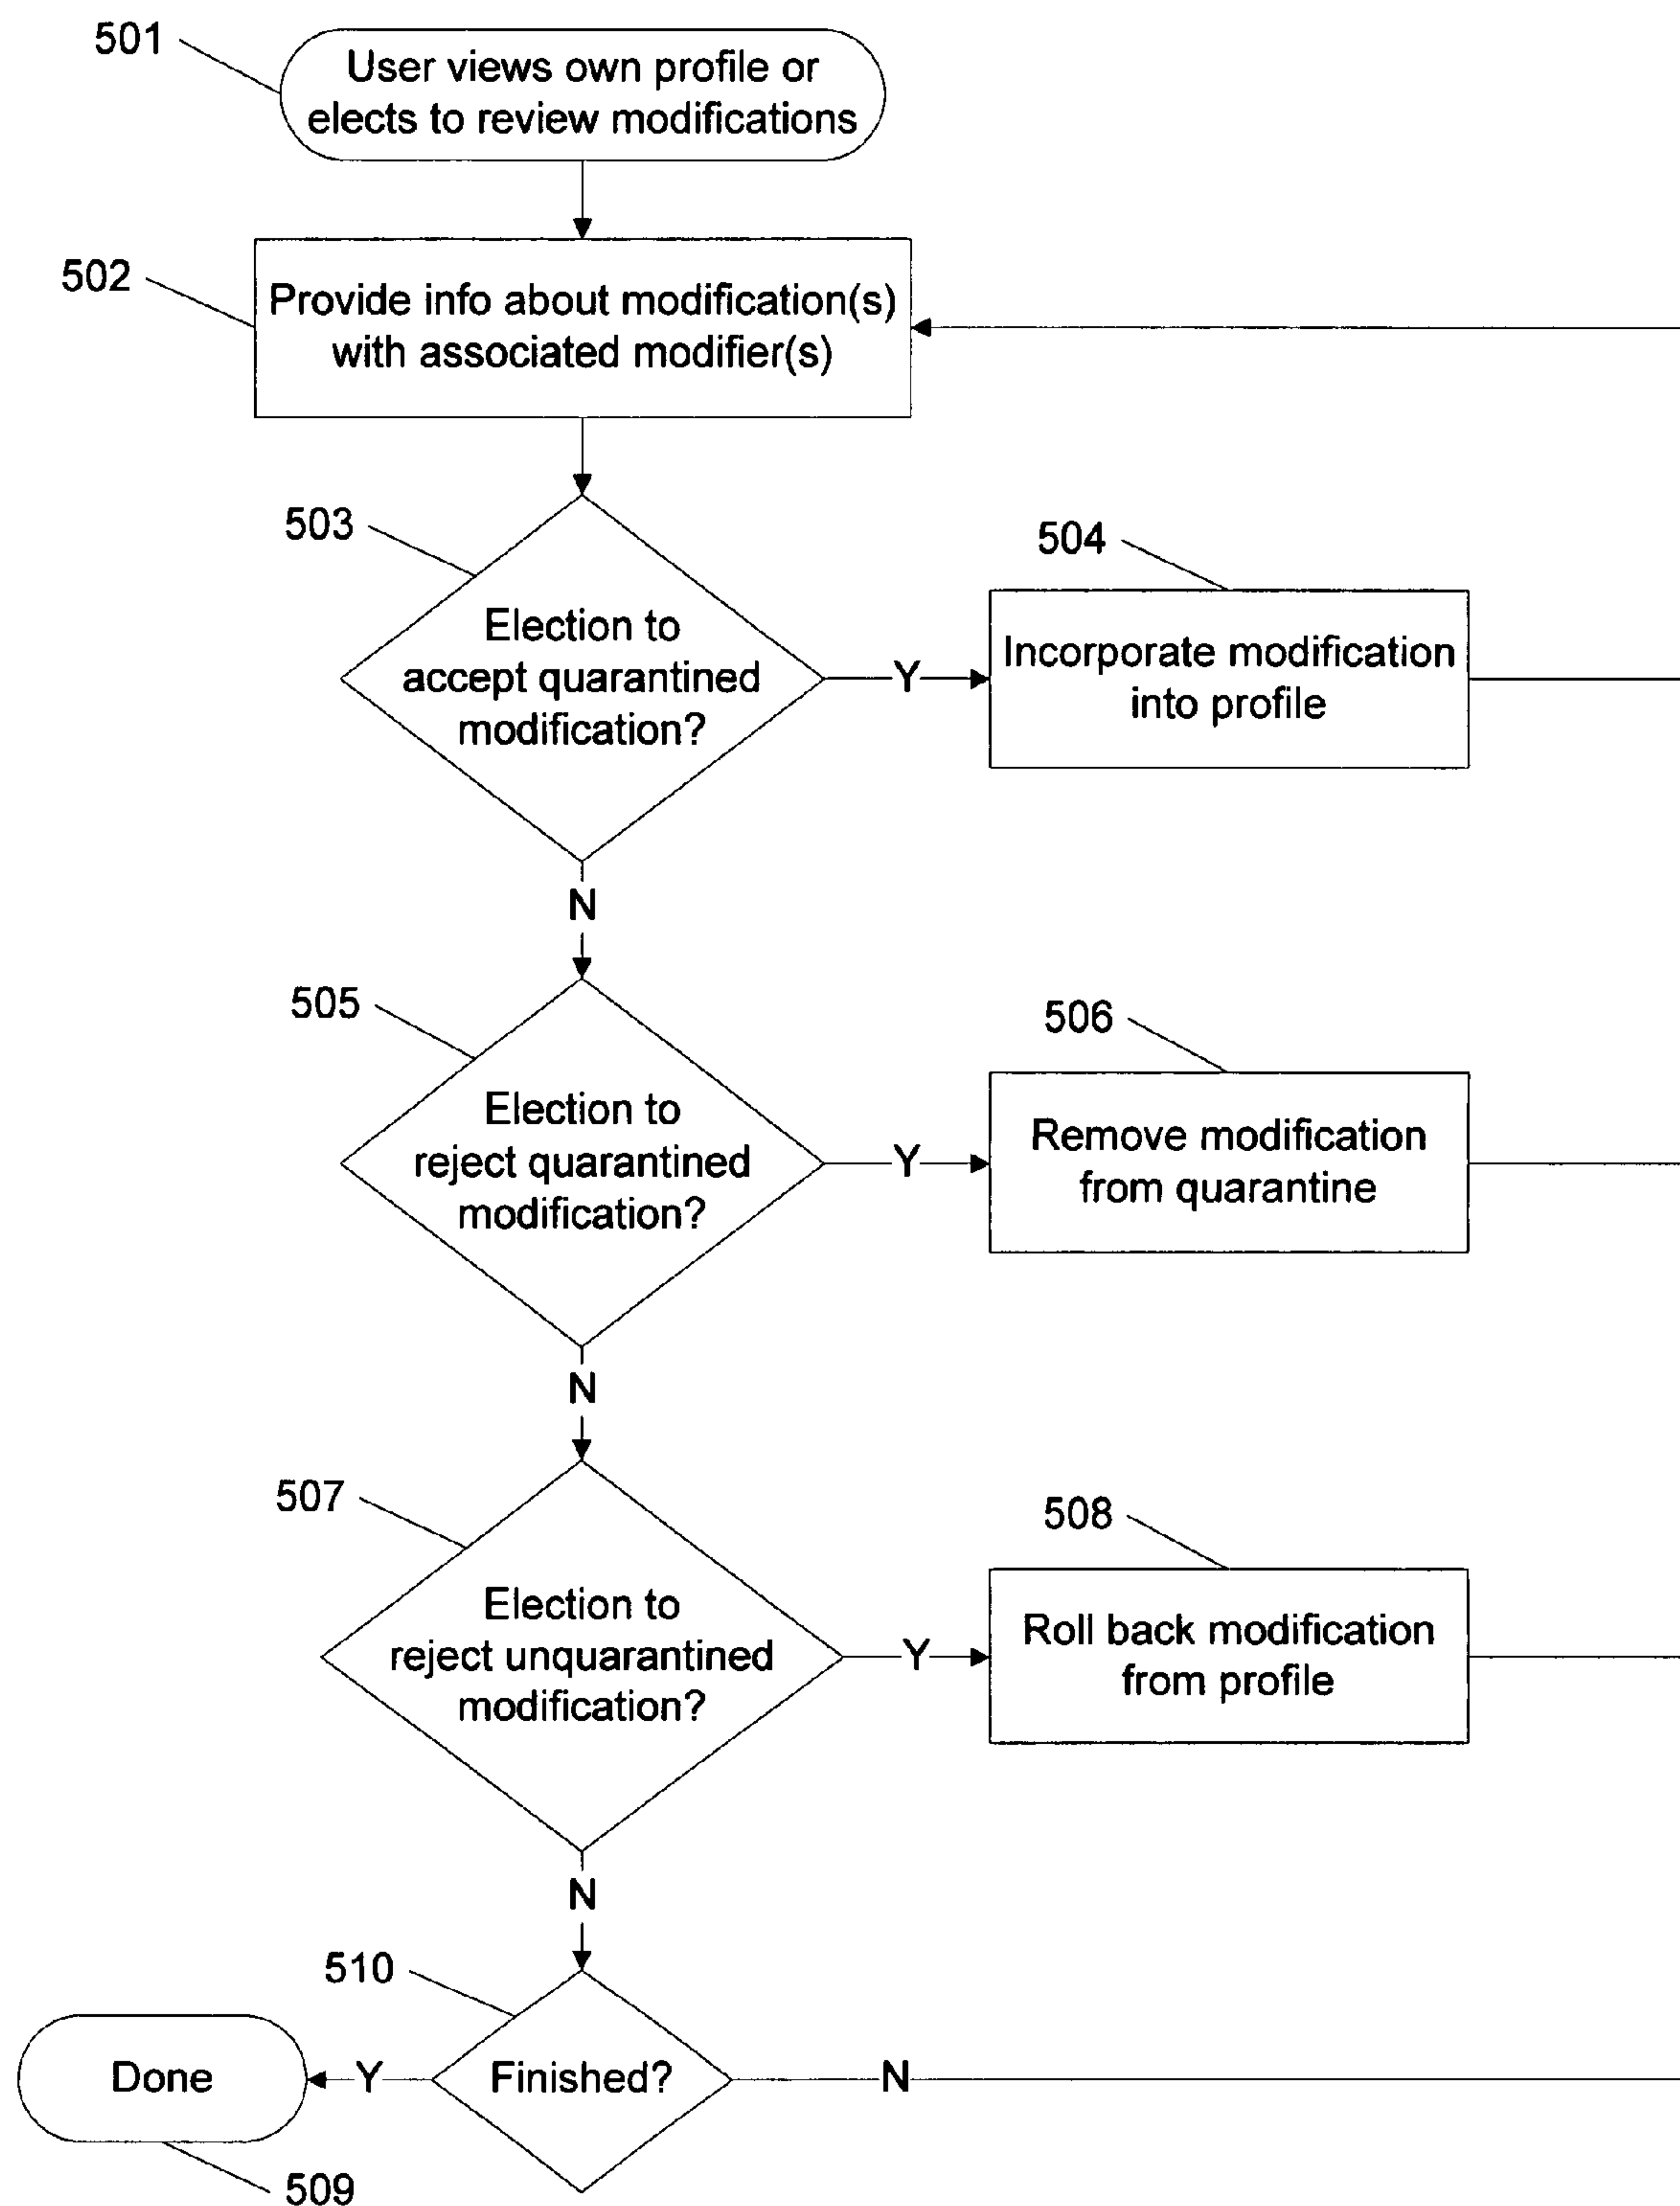 501
User views own profile or
elects to review modifications
502
Provide info about modification(s)
with associated modifier(s)
503
Election to
accept quarantined
modification?
Y
504
Incorporate modification
into profile
N
505
Election to
reject quarantined
modification?
Y
506
Remove modification
from quarantine
N
507
Election to
reject unquarantined
modification?
Y
508
Roll back modification
from profile
N
510
Finished?
Y
Done
N
509